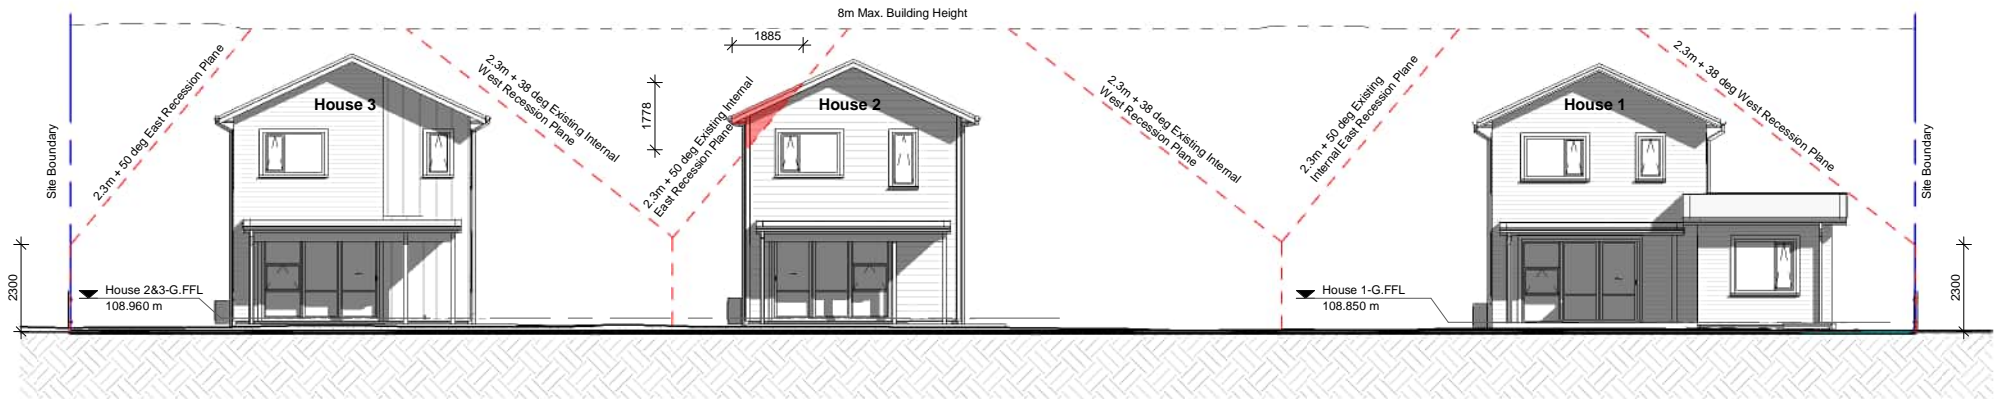 8m Max. Building Height
1885
1778
2.3m + 50 deg East Recession Plane
House 3
2.3m + 38 deg Existing Internal
West Recession Plane
2.3m + 50 deg Existing Internal
East Recession Plane
House 2
2.3m + 38 deg Existing Internal
West Recession Plane
2.3m + 50 deg Existing
Internal East Recession Plane
House 1
2.3m + 38 deg West Recession Plane
Site Boundary
Site Boundary
2300
House 2&3-G.FFL
108.960 m
House 1-G.FFL
108.850 m
2300